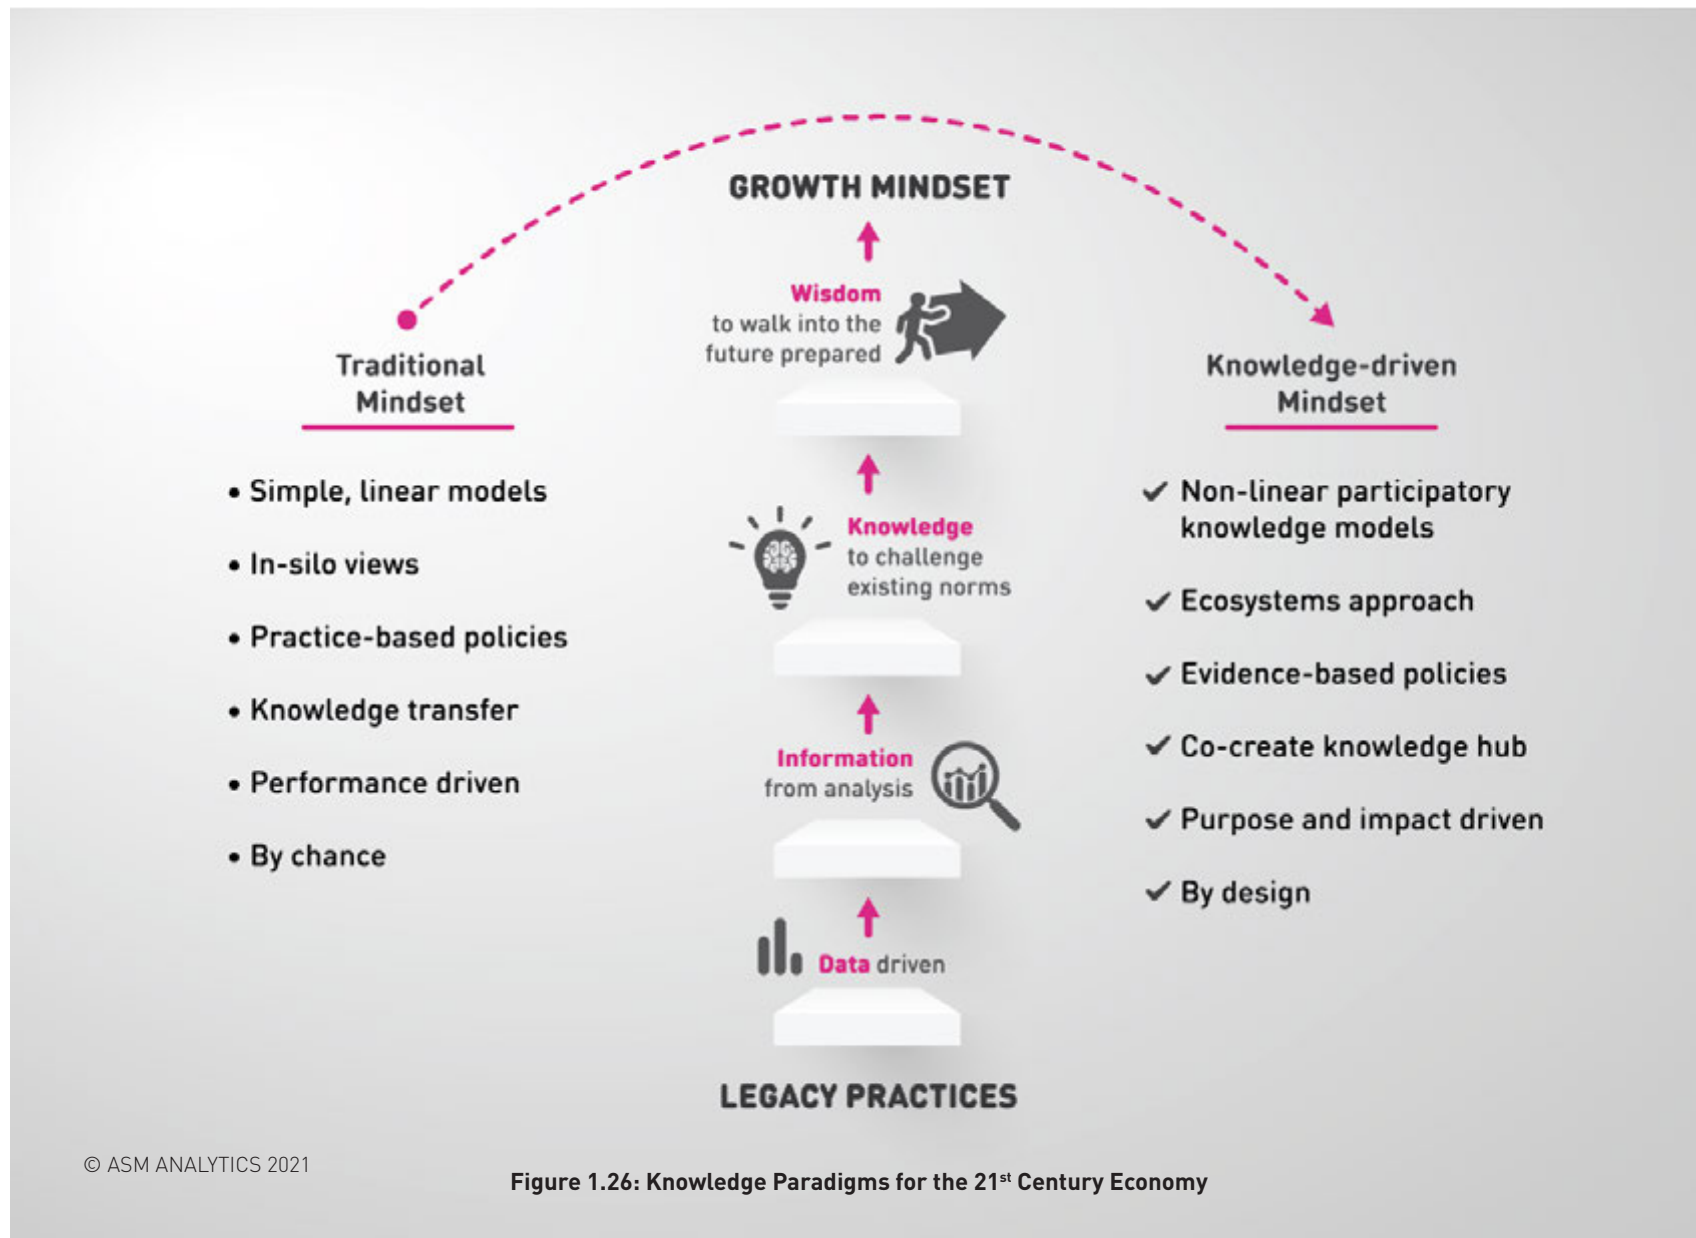 GROWTH MINDSET
Wisdom
to walk into the
future prepared
Traditional
Mindset
• Simple, linear models
• In-silo views
• Practice-based policies
• Knowledge transfer
• Performance driven
• By chance
Knowledge
to challenge
existing norms
Information
from analysis
Data driven
LEGACY PRACTICES
Knowledge-driven
Mindset
✓ Non-linear participatory
knowledge models
✓ Ecosystems approach
✓ Evidence-based policies
✓ Co-create knowledge hub
✓ Purpose and impact driven
✓ By design
© ASM ANALYTICS 2021
Figure 1.26: Knowledge Paradigms for the 21st Century Economy